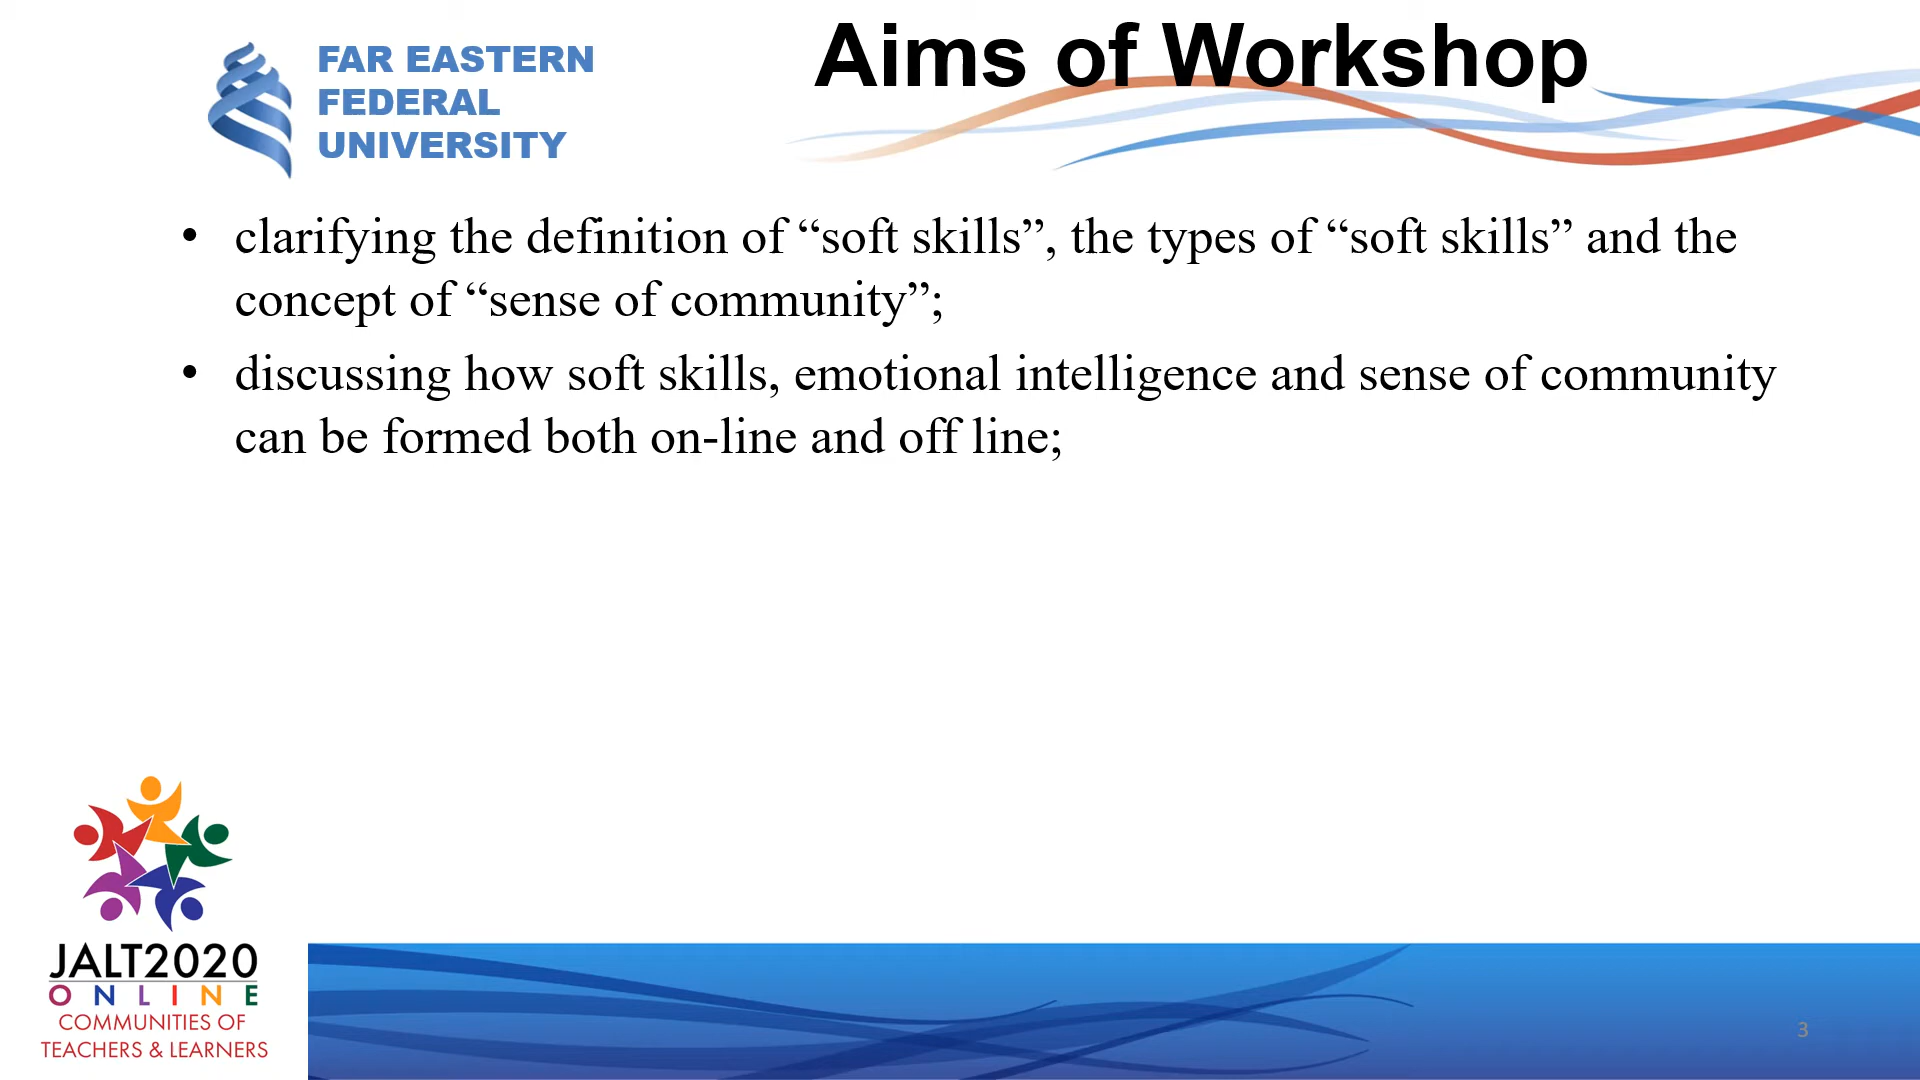 FAR EASTERN
FEDERAL
UNIVERSITY
Aims of Workshop
• clarifying the definition of “soft skills”, the types of “soft skills” and the
concept of “sense of community”;
• discussing how soft skills, emotional intelligence and sense of community
can be formed both on-line and off line;
JALT2020
ONLINE
COMMUNITIES OF
TEACHERS & LEARNERS
3